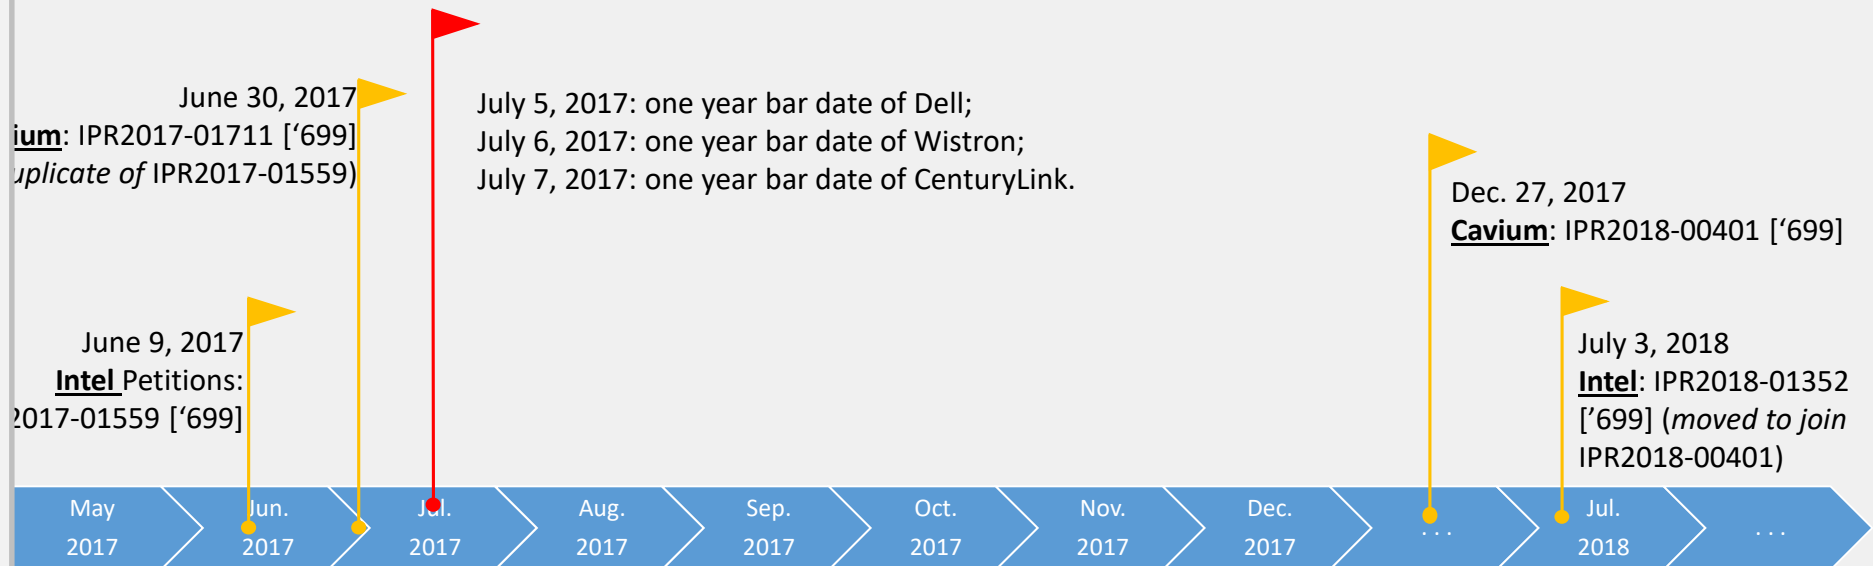 June 30, 2017
ium: IPR2017-01711 [‘699]
uplicate of IPR2017-01559)
July 5, 2017: one year bar date of Dell;
July 6, 2017: one year bar date of Wistron;
July 7, 2017: one year bar date of CenturyLink.
Dec. 27, 2017
Cavium: IPR2018-00401 [‘699]
June 9, 2017
Intel Petitions:
2017-01559 [‘699]
July 3, 2018
Intel: IPR2018-01352
[’699] (moved to join
IPR2018-00401)
May
2017
Jun.
2017
Jul.
2017
Aug.
2017
Sep.
2017
Oct.
2017
Nov.
2017
Dec.
2017
. . .
Jul.
2018
. . .